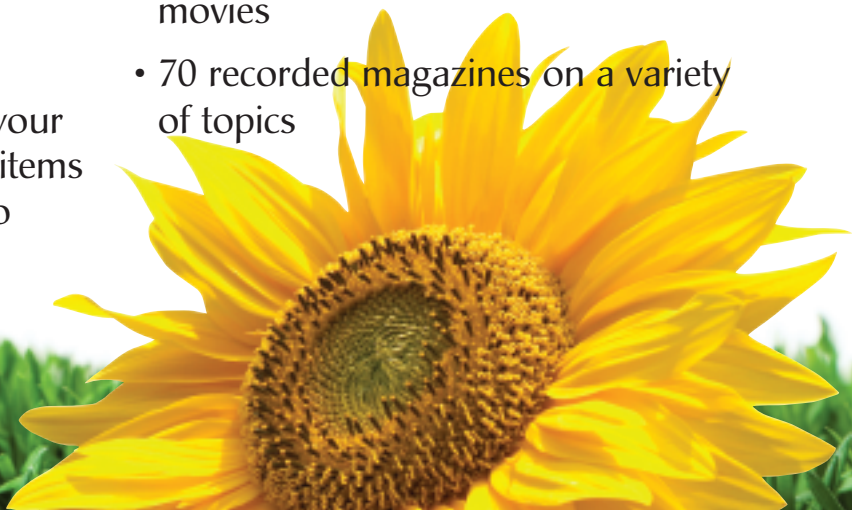 movies
• 70 recorded magazines on a variety
of topics
your
items